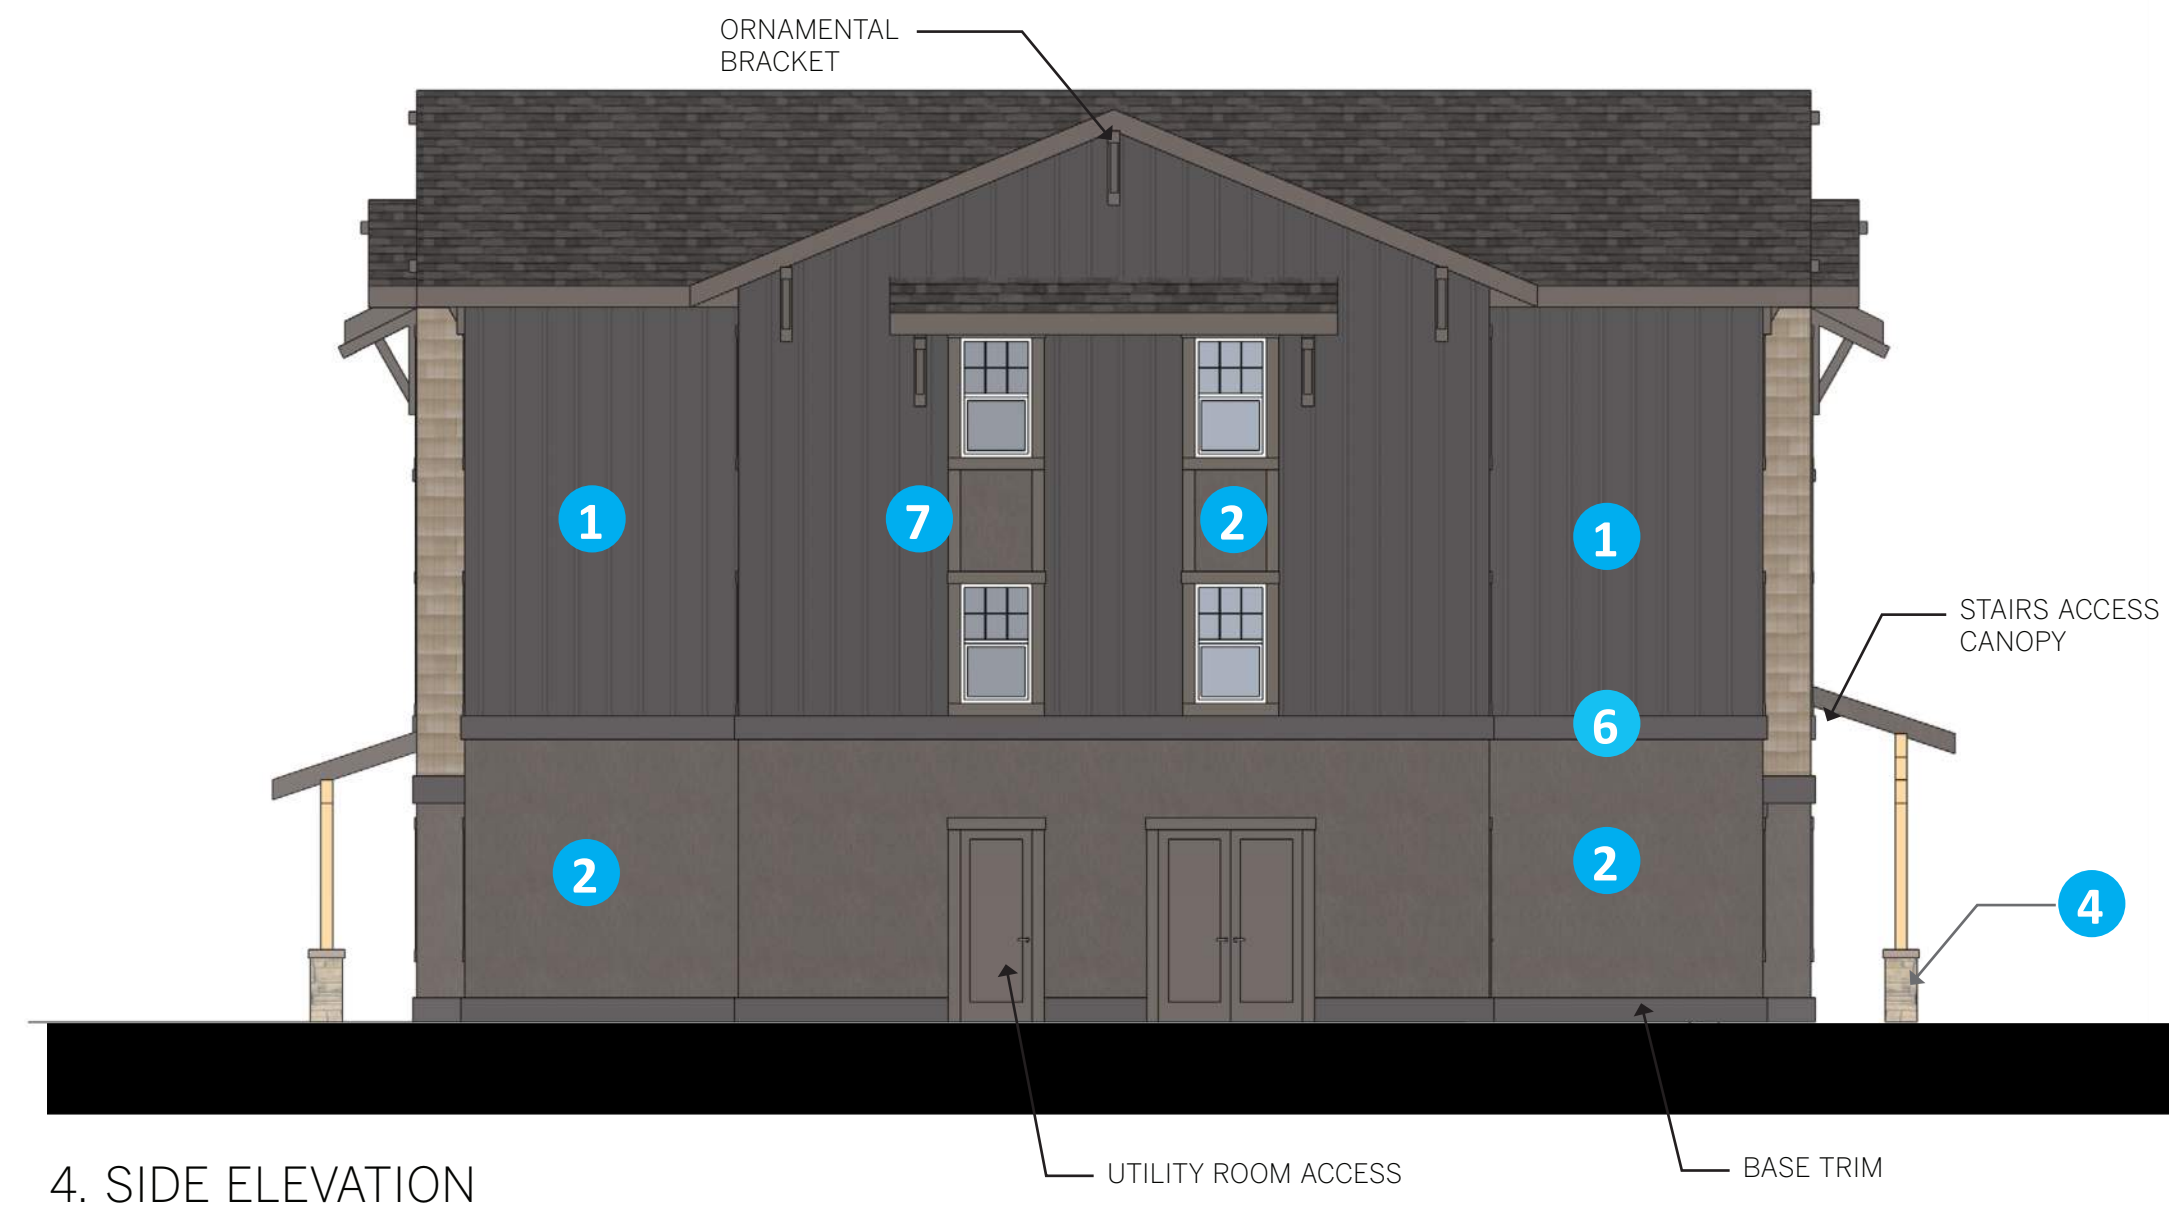 ORNAMENTAL
BRACKET
1
7
2
1
STAIRS ACCESS
CANOPY
6
2
2
4
UTILITY ROOM ACCESS
BASE TRIM
4. SIDE ELEVATION